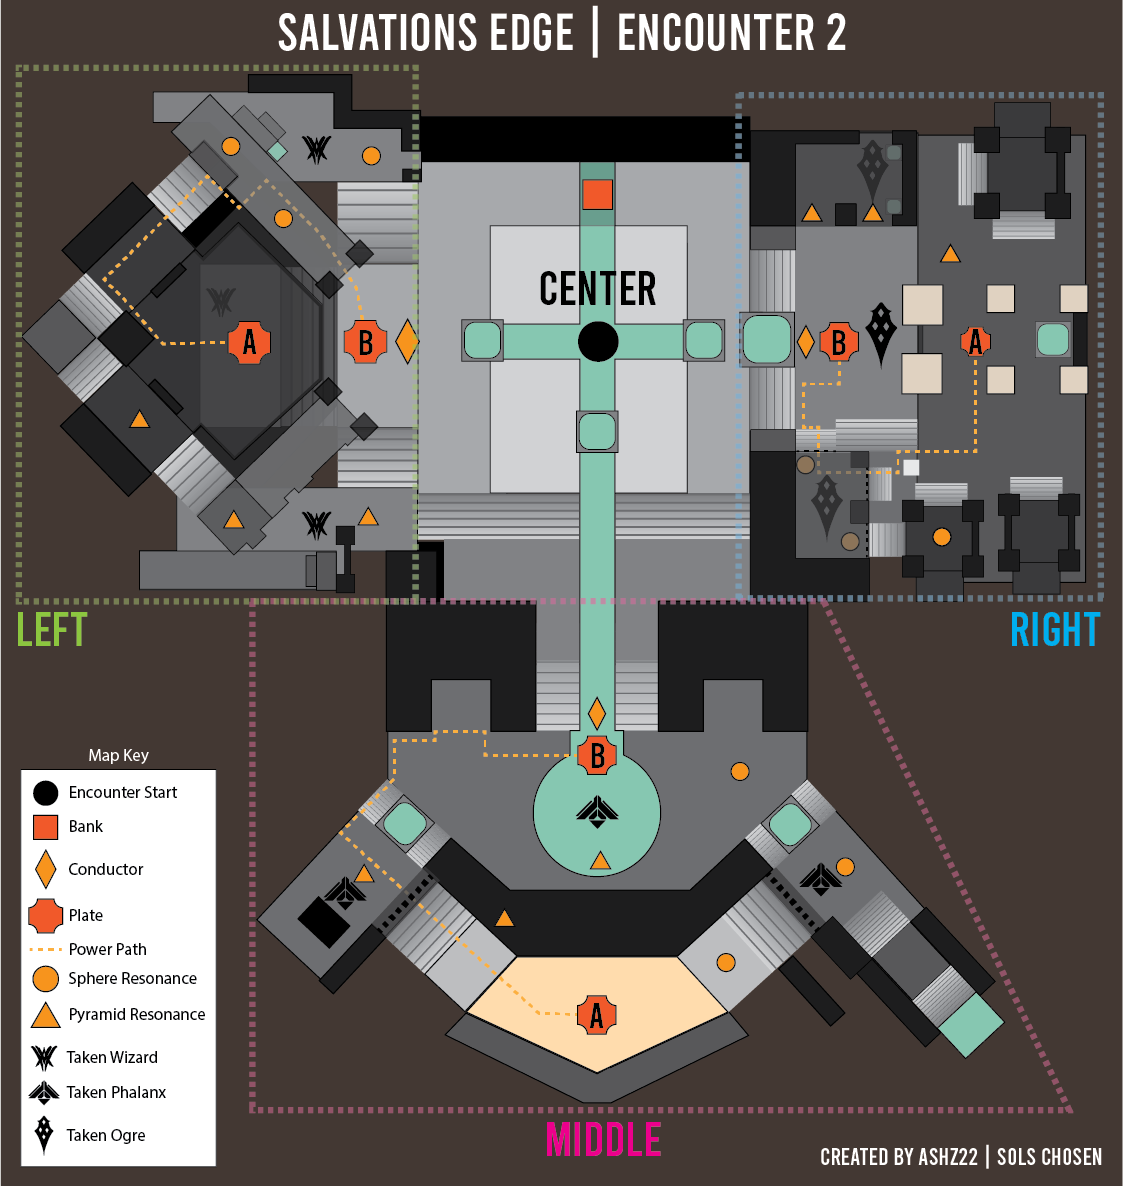 SALVATIONS EDGE | ENCOUNTER 2
CENTER
A
B
B
A
LEFT
RIGHT
B
A
Map Key
Encounter Start
Bank
Conductor
Plate
Power Path
Sphere Resonance
Pyramid Resonance
Taken Wizard
Taken Phalanx
Taken Ogre
MIDDLE
CREATED BY ASHZ22 | SOLS CHOSEN